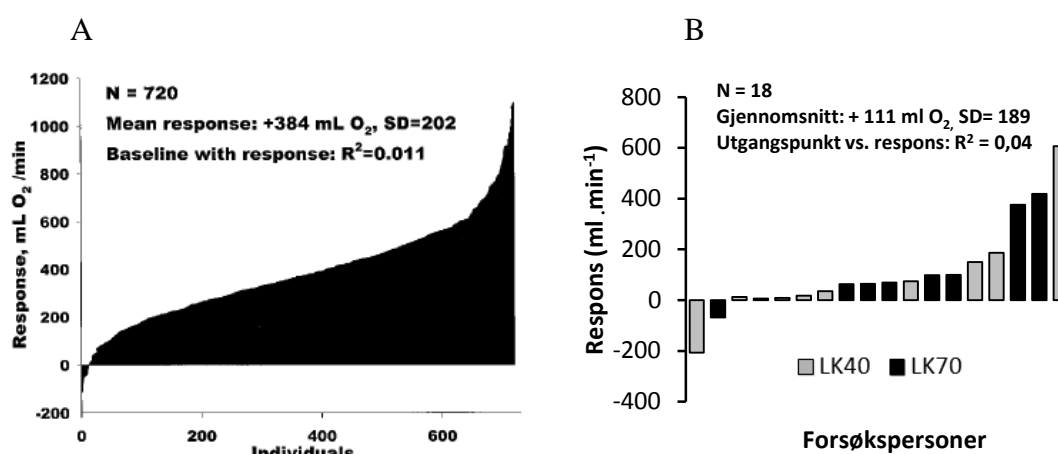 A
1200
1000
800
600
400
200
0
-200
Response, mL O2 /min
N = 720
Mean response: +384 mL O2, SD=202
Baseline with response: R²=0.011
0 200 400 600
Individuals
B
800
600
400
200
0
-200
-400
Respons (ml .min⁻¹)
N = 18
Gjennomsnitt: + 111 ml O2, SD= 189
Utgangspunkt vs. respons: R² = 0,04
LK40 LK70
Forsøkspersoner